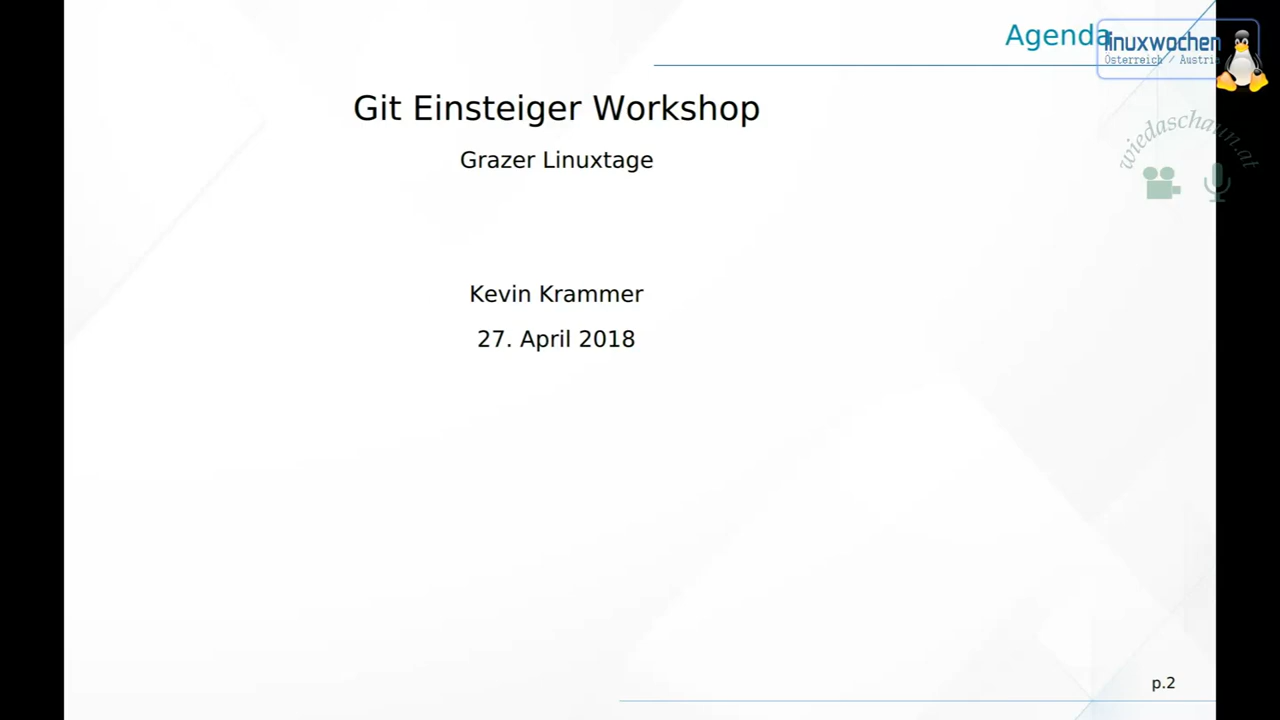 Agenda
linuxwochen
Österreich / Austria
wiedaschaun.at
Git Einsteiger Workshop
Grazer Linuxtage
Kevin Krammer
27. April 2018
p.2